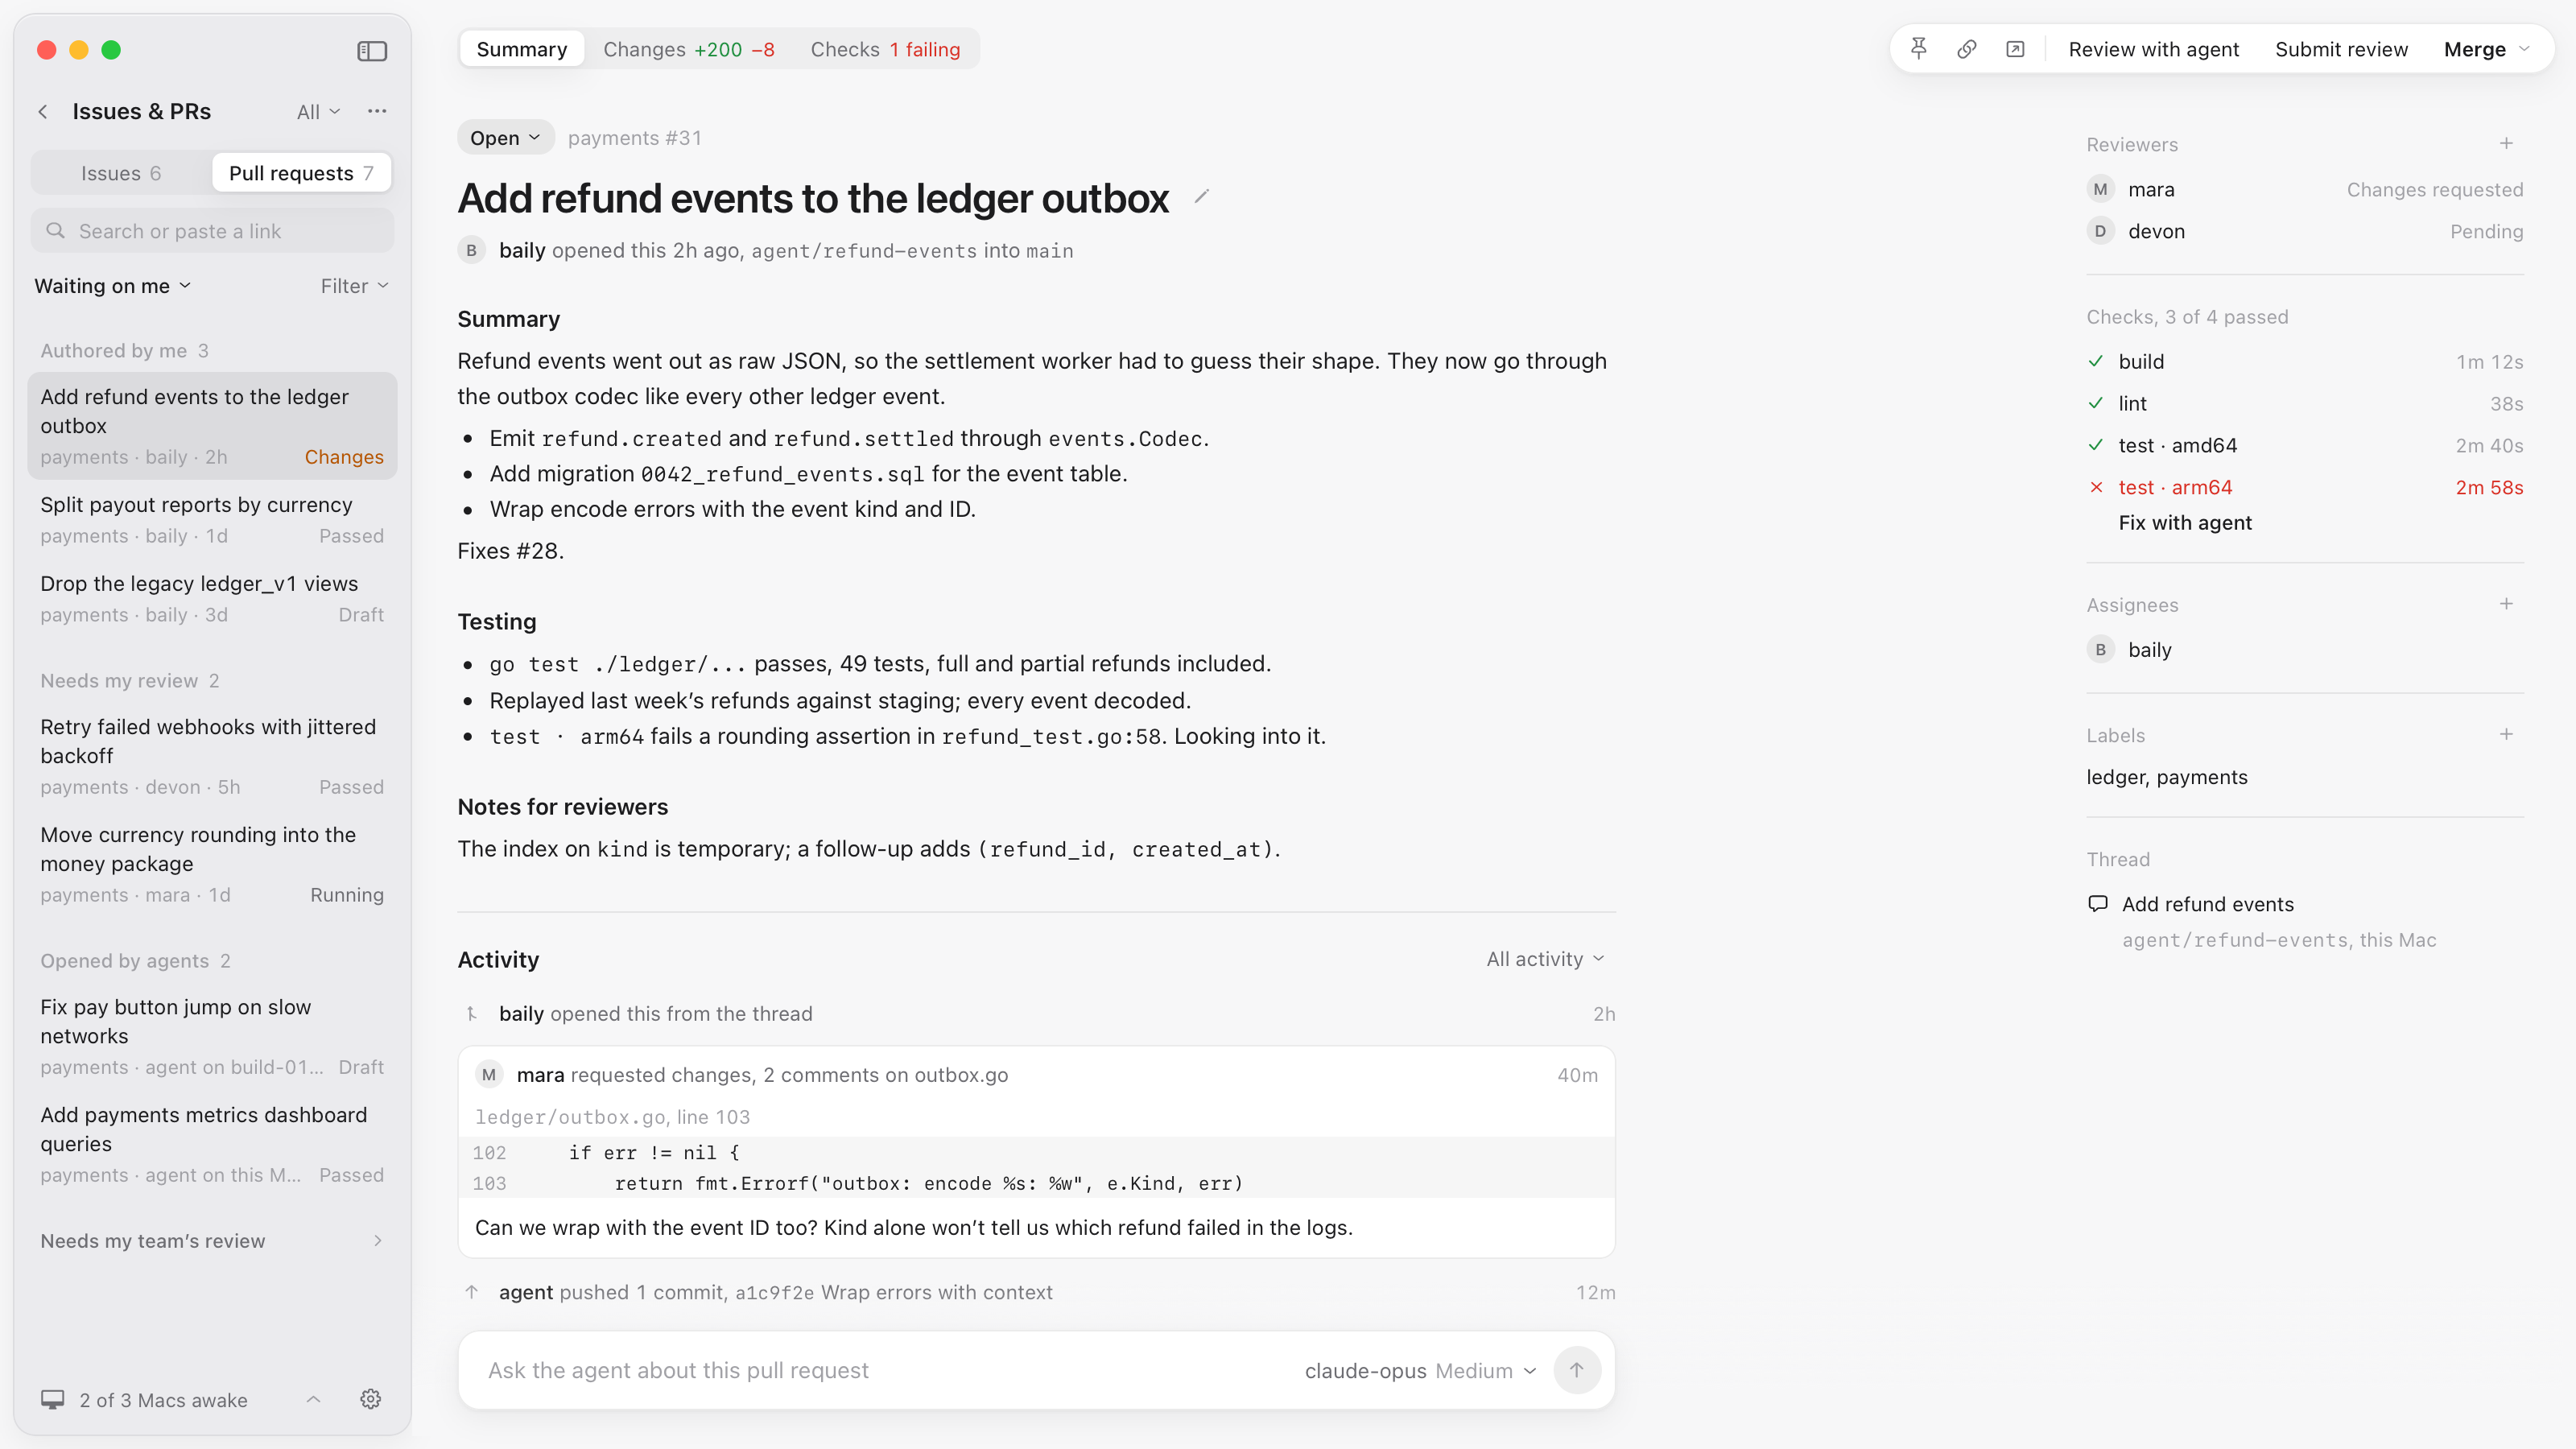 Issues & PRs All
Issues 6 Pull requests 7
Search or paste a link
Waiting on me Filter
Authored by me 3
Add refund events to the ledger
outbox
payments · baily · 2h Changes
Split payout reports by currency
payments · baily · 1d Passed
Drop the legacy ledger_v1 views
payments · baily · 3d Draft
Needs my review 2
Retry failed webhooks with jittered
backoff
payments · devon · 5h Passed
Move currency rounding into the
money package
payments · mara · 1d Running
Opened by agents 2
Fix pay button jump on slow
networks
payments · agent on build-01... Draft
Add payments metrics dashboard
queries
payments · agent on this M... Passed
Needs my team’s review
2 of 3 Macs awake
Summary Changes +200 −8 Checks 1 failing
Review with agent Submit review Merge
Open payments #31
Add refund events to the ledger outbox
B baily opened this 2h ago, agent/refund-events into main
Summary
Refund events went out as raw JSON, so the settlement worker had to guess their shape. They now go through
the outbox codec like every other ledger event.
• Emit refund.created and refund.settled through events.Codec.
• Add migration 0042_refund_events.sql for the event table.
• Wrap encode errors with the event kind and ID.
Fixes #28.
Testing
• go test ./ledger/... passes, 49 tests, full and partial refunds included.
• Replayed last week’s refunds against staging; every event decoded.
• test · arm64 fails a rounding assertion in refund_test.go:58. Looking into it.
Notes for reviewers
The index on kind is temporary; a follow-up adds (refund_id, created_at).
Activity All activity
baily opened this from the thread 2h
M mara requested changes, 2 comments on outbox.go 40m
ledger/outbox.go, line 103
102 if err != nil {
103 return fmt.Errorf("outbox: encode %s: %w", e.Kind, err)
Can we wrap with the event ID too? Kind alone won’t tell us which refund failed in the logs.
agent pushed 1 commit, a1c9f2e Wrap errors with context 12m
Ask the agent about this pull request claude-opus Medium
Reviewers
M mara Changes requested
D devon Pending
Checks, 3 of 4 passed
build 1m 12s
lint 38s
test · amd64 2m 40s
test · arm64 2m 58s
Fix with agent
Assignees
B baily
Labels
ledger, payments
Thread
Add refund events
agent/refund-events, this Mac